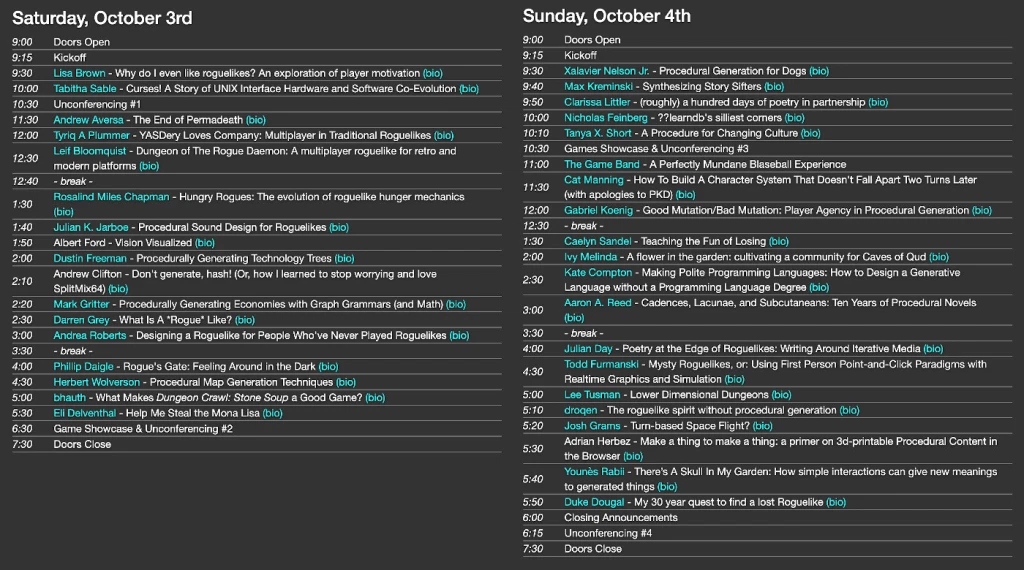 Saturday, October 3rd
9:00 Doors Open
9:15 Kickoff
9:30 Lisa Brown - Why do I even like roguelikes? An exploration of player motivation (bio)
10:00 Tabitha Sable - Curses! A Story of UNIX Interface Hardware and Software Co-Evolution (bio)
10:30 Unconferencing #1
11:30 Andrew Aversa - The End of Permadeath (bio)
12:00 Tyriq A Plummer - YASDery Loves Company: Multiplayer in Traditional Roguelikes (bio)
12:30 Leif Bloomquist - Dungeon of The Rogue Daemon: A multiplayer roguelike for retro and
modern platforms (bio)
12:40 - break -
1:30 Rosalind Miles Chapman - Hungry Rogues: The evolution of roguelike hunger mechanics
(bio)
1:40 Julian K. Jarboe - Procedural Sound Design for Roguelikes (bio)
1:50 Albert Ford - Vision Visualized (bio)
2:00 Dustin Freeman - Procedurally Generating Technology Trees (bio)
2:10 Andrew Clifton - Don't generate, hash! (Or, how I learned to stop worrying and love
SplitMix64) (bio)
2:20 Mark Gritter - Procedurally Generating Economies with Graph Grammars (and Math) (bio)
2:30 Darren Grey - What Is A *Rogue* Like? (bio)
3:00 Andrea Roberts - Designing a Roguelike for People Who've Never Played Roguelikes (bio)
3:30 - break -
4:00 Phillip Daigle - Rogue's Gate: Feeling Around in the Dark (bio)
4:30 Herbert Wolverson - Procedural Map Generation Techniques (bio)
5:00 bhauth - What Makes Dungeon Crawl: Stone Soup a Good Game? (bio)
5:30 Eli Delventhal - Help Me Steal the Mona Lisa (bio)
6:30 Game Showcase & Unconferencing #2
7:30 Doors Close
Sunday, October 4th
9:00 Doors Open
9:15 Kickoff
9:30 Xalavier Nelson Jr. - Procedural Generation for Dogs (bio)
9:40 Max Kreminski - Synthesizing Story Sifters (bio)
9:50 Clarissa Littler - (roughly) a hundred days of poetry in partnership (bio)
10:00 Nicholas Feinberg - ??learndb's silliest corners (bio)
10:10 Tanya X. Short - A Procedure for Changing Culture (bio)
10:30 Games Showcase & Unconferencing #3
11:00 The Game Band - A Perfectly Mundane Blaseball Experience
11:30 Cat Manning - How To Build A Character System That Doesn't Fall Apart Two Turns Later
(with apologies to PKD) (bio)
12:00 Gabriel Koenig - Good Mutation/Bad Mutation: Player Agency in Procedural Generation (bio)
12:30 - break -
1:30 Caelyn Sandel - Teaching the Fun of Losing (bio)
2:00 Ivy Melinda - A flower in the garden: cultivating a community for Caves of Qud (bio)
2:30 Kate Compton - Making Polite Programming Languages: How to Design a Generative
Language without a Programming Language Degree (bio)
3:00 Aaron A. Reed - Cadences, Lacunae, and Subcutaneans: Ten Years of Procedural Novels
(bio)
3:30 - break -
4:00 Julian Day - Poetry at the Edge of Roguelikes: Writing Around Iterative Media (bio)
4:30 Todd Furmanski - Mysty Roguelikes, or: Using First Person Point-and-Click Paradigms with
Realtime Graphics and Simulation (bio)
5:00 Lee Tusman - Lower Dimensional Dungeons (bio)
5:10 droqen - The roguelike spirit without procedural generation (bio)
5:20 Josh Grams - Turn-based Space Flight? (bio)
5:30 Adrian Herbez - Make a thing to make a thing: a primer on 3d-printable Procedural Content in
the Browser (bio)
5:40 Younès Rabii - There's A Skull In My Garden: How simple interactions can give new meanings
to generated things (bio)
5:50 Duke Dougal - My 30 year quest to find a lost Roguelike (bio)
6:00 Closing Announcements
6:15 Unconferencing #4
7:30 Doors Close